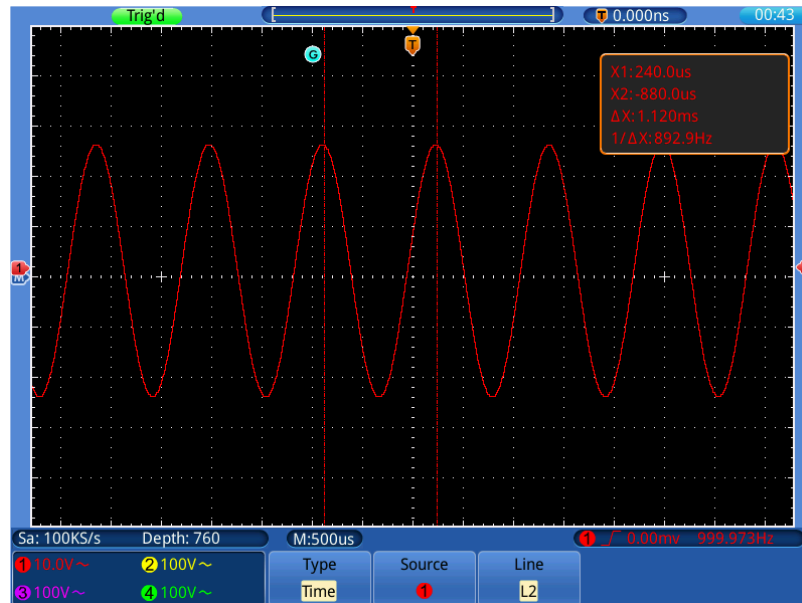 Trig'd T 0.000ns 00:43
G T
X1:240.0us
X2:-880.0us
ΔX:1.120ms
1/ΔX:892.9Hz
1
M
Sa: 100KS/s Depth: 760 M:500us 1 0.00mv 999.973Hz
1 10.0V~ 2 100V~ Type Source Line
3 100V~ 4 100V~ Time 1 L2